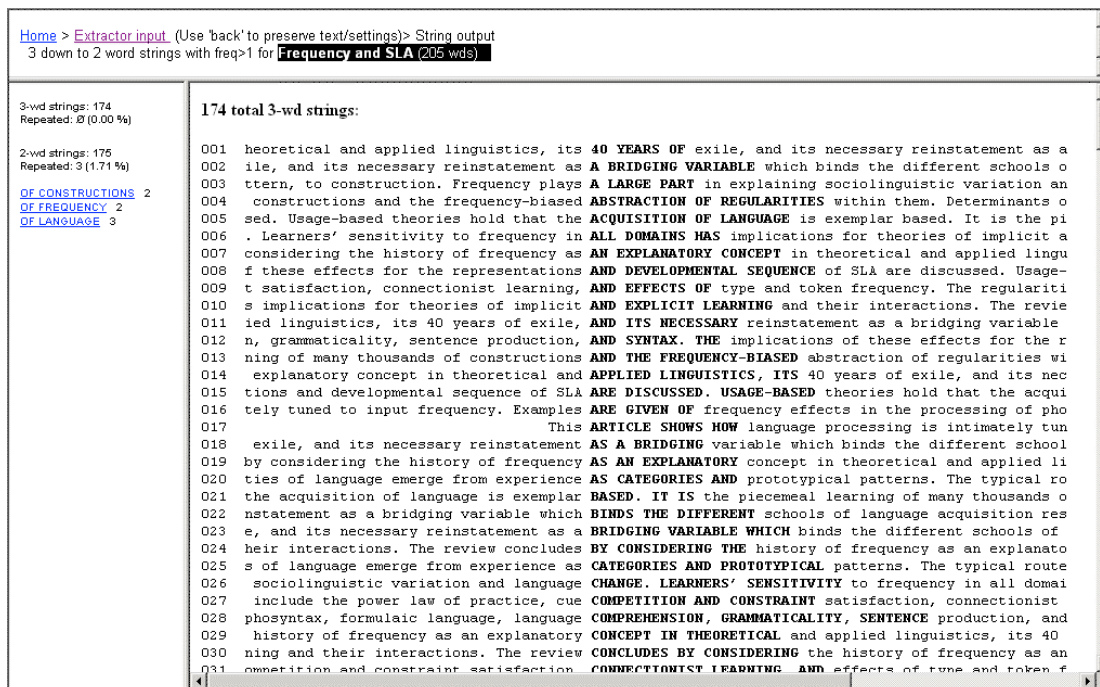 Home > Extractor input (Use 'back' to preserve text/settings)> String output
3 down to 2 word strings with freq>1 for Frequency and SLA (205 wds)
3-wd strings: 174
Repeated: Ø (0.00 %)
2-wd strings: 175
Repeated: 3 (1.71 %)
OF CONSTRUCTIONS 2
OF FREQUENCY 2
OF LANGUAGE 3
174 total 3-wd strings:
001 heoretical and applied linguistics, its 40 YEARS OF exile, and its necessary reinstatement as a
002 ile, and its necessary reinstatement as A BRIDGING VARIABLE which binds the different schools o
003 ttern, to construction. Frequency plays A LARGE PART in explaining sociolinguistic variation an
004 constructions and the frequency-biased ABSTRACTION OF REGULARITIES within them. Determinants o
005 sed. Usage-based theories hold that the ACQUISITION OF LANGUAGE is exemplar based. It is the pi
006 . Learners' sensitivity to frequency in ALL DOMAINS HAS implications for theories of implicit a
007 considering the history of frequency as AN EXPLANATORY CONCEPT in theoretical and applied lingu
008 f these effects for the representations AND DEVELOPMENTAL SEQUENCE of SLA are discussed. Usage-
009 t satisfaction, connectionist learning, AND EFFECTS OF type and token frequency. The regulariti
010 s implications for theories of implicit AND EXPLICIT LEARNING and their interactions. The revie
011 ied linguistics, its 40 years of exile, AND ITS NECESSARY reinstatement as a bridging variable
012 n, grammaticality, sentence production, AND SYNTAX. THE implications of these effects for the r
013 ning of many thousands of constructions AND THE FREQUENCY-BIASED abstraction of regularities wi
014 explanatory concept in theoretical and APPLIED LINGUISTICS, ITS 40 years of exile, and its nec
015 tions and developmental sequence of SLA ARE DISCUSSED. USAGE-BASED theories hold that the acqui
016 tely tuned to input frequency. Examples ARE GIVEN OF frequency effects in the processing of pho
017 This ARTICLE SHOWS HOW language processing is intimately tun
018 exile, and its necessary reinstatement AS A BRIDGING variable which binds the different school
019 by considering the history of frequency AS AN EXPLANATORY concept in theoretical and applied li
020 ties of language emerge from experience AS CATEGORIES AND prototypical patterns. The typical ro
021 the acquisition of language is exemplar BASED. IT IS the piecemeal learning of many thousands o
022 nstatement as a bridging variable which BINDS THE DIFFERENT schools of language acquisition res
023 e, and its necessary reinstatement as a BRIDGING VARIABLE WHICH binds the different schools of
024 heir interactions. The review concludes BY CONSIDERING THE history of frequency as an explanato
025 s of language emerge from experience as CATEGORIES AND PROTOTYPICAL patterns. The typical route
026 sociolinguistic variation and language CHANGE. LEARNERS' SENSITIVITY to frequency in all domai
027 include the power law of practice, cue COMPETITION AND CONSTRAINT satisfaction, connectionist
028 phosyntax, formulaic language, language COMPREHENSION, GRAMMATICALITY, SENTENCE production, and
029 history of frequency as an explanatory CONCEPT IN THEORETICAL and applied linguistics, its 40
030 ning and their interactions. The review CONCLUDES BY CONSIDERING the history of frequency as an
031 ompetition and constraint satisfaction, CONNECTIONIST LEARNING, AND effects of type and token f